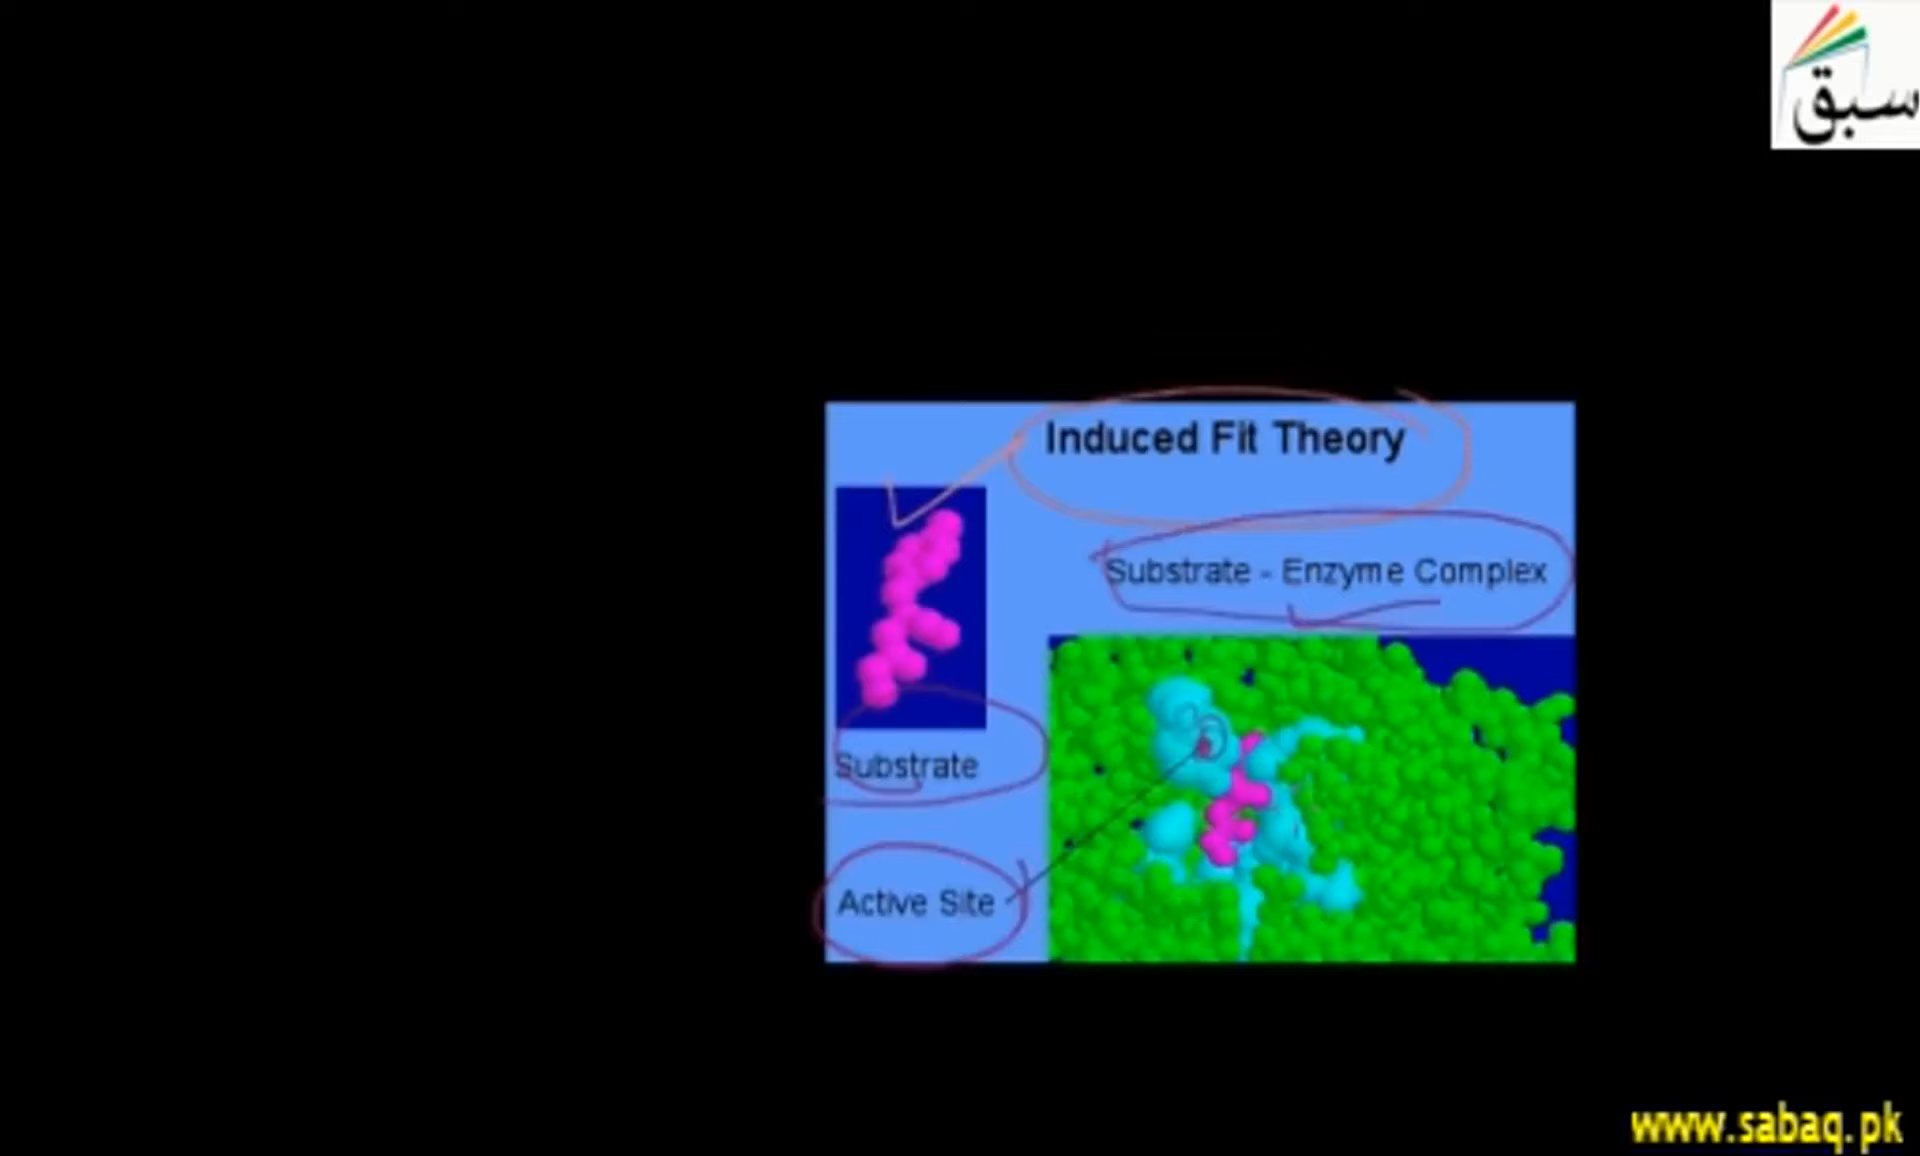 سبق
Induced Fit Theory
Substrate - Enzyme Complex
Substrate
Active Site
www.sabaq.pk